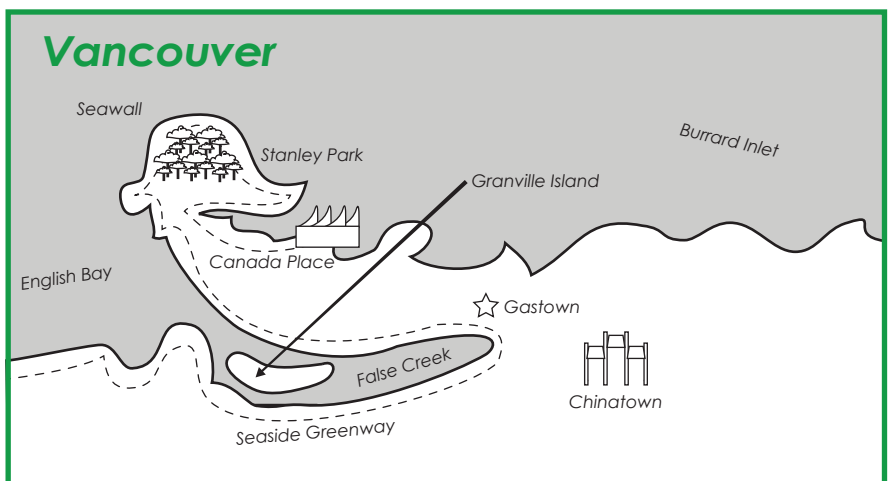 Vancouver
Seawall
Stanley Park
Burrard Inlet
Granville Island
Canada Place
English Bay
Gastown
False Creek
Chinatown
Seaside Greenway